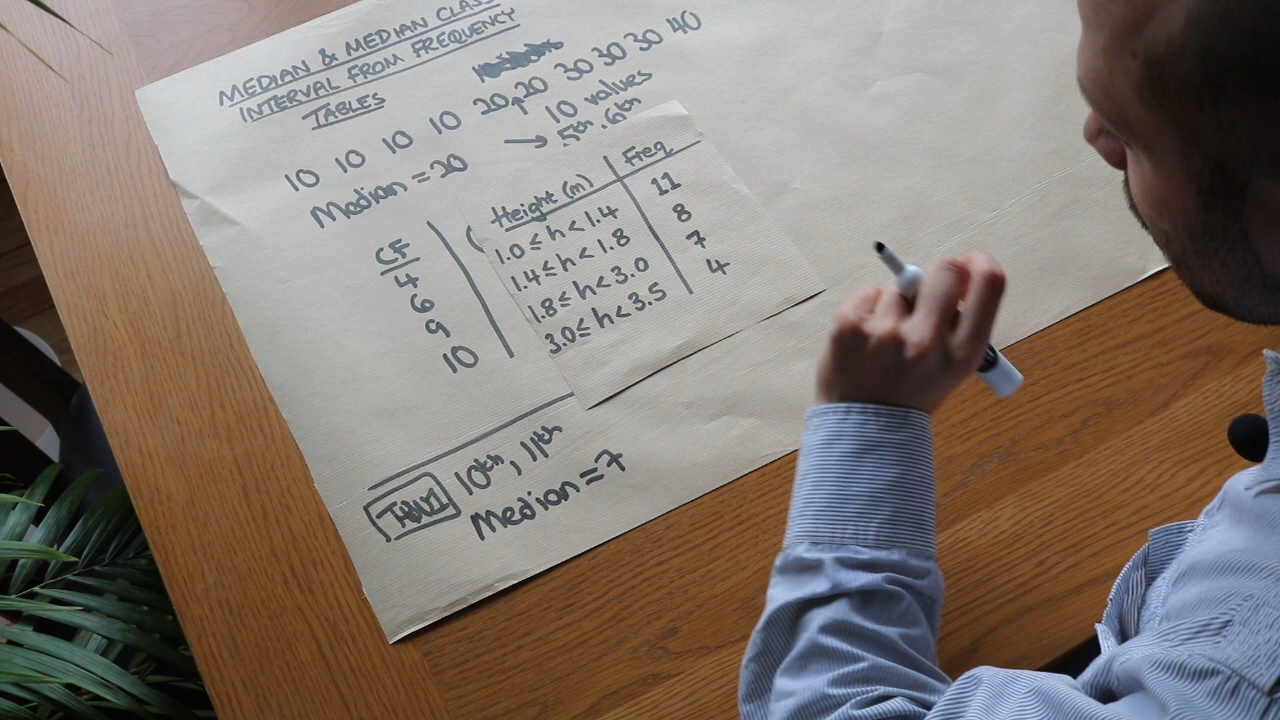 MEDIAN & MEDIAN CLASS
INTERVAL FROM FREQUENCY
TABLES
10 10 10 10 20,20 30 30 30 40
10 values
Median = 20 → 5th, 6th
CF
4
6
9
10
Height (m) Freq
1.0 ≤ h < 1.4 11
1.4 ≤ h < 1.8 8
1.8 ≤ h < 3.0 7
3.0 ≤ h < 3.5 4
10th, 11th
Median = 7